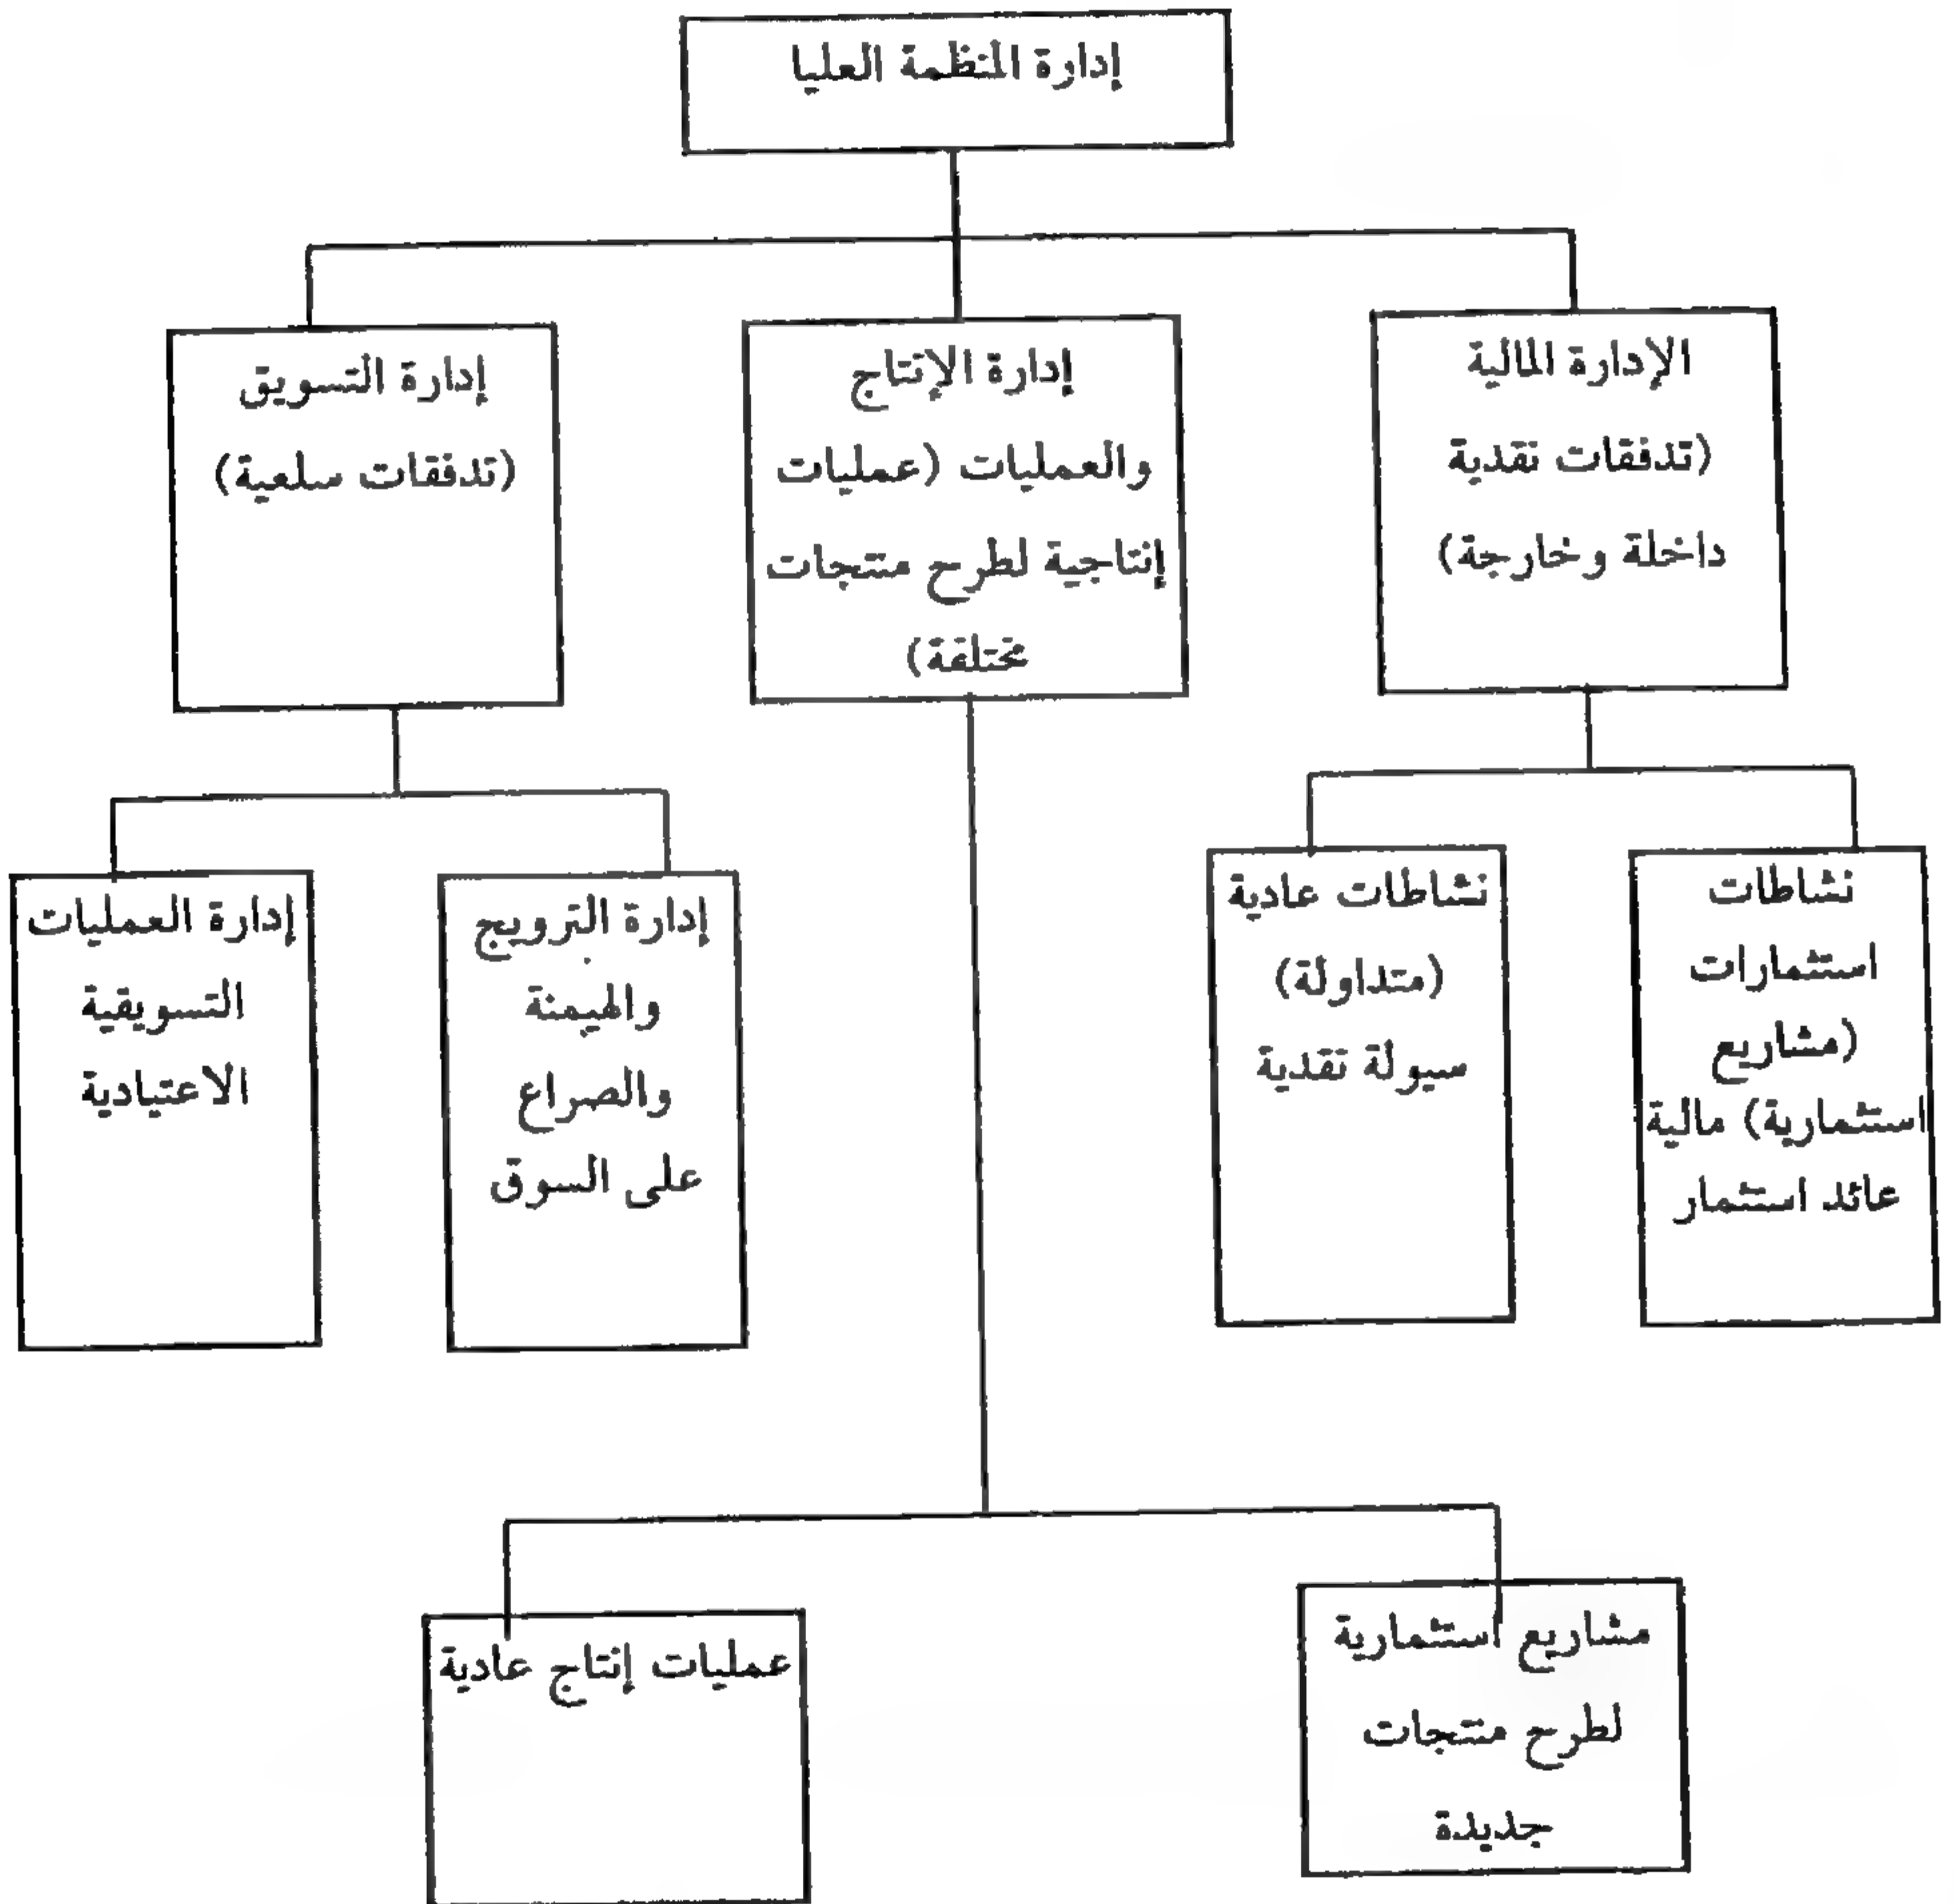 إدارة المنظمة العليا
الإدارة المالية
(تدفقات نقدية
داخلة وخارجة)
إدارة الإنتاج
والعمليات (عمليات
إنتاجية لطرح منتجات
مختلفة)
إدارة التسويق
(تدفقات سلعية)
نشاطات
استثمارات
(مشاريع
استثمارية) مالية
عائد استثمار
نشاطات عادية
(متداولة)
سيولة نقدية
إدارة الترويج
والهيمنة
والصراع
على السوق
إدارة العمليات
التسويقية
الاعتيادية
مشاريع استثمارية
لطرح منتجات
جديدة
عمليات إنتاج عادية